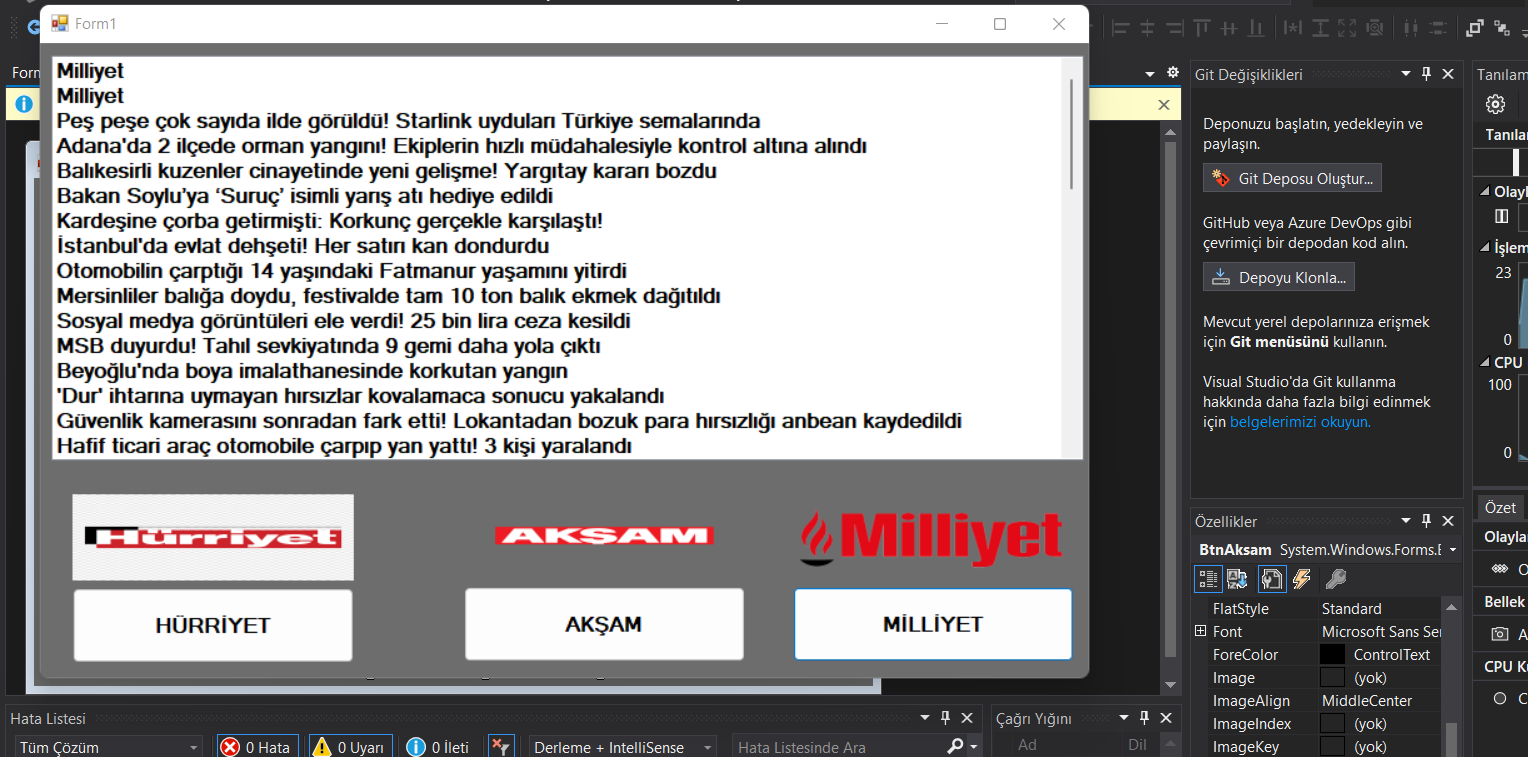 Form1
Form
Milliyet
Milliyet
Peş peşe çok sayıda ilde görüldü! Starlink uyduları Türkiye semalarında
Adana'da 2 ilçede orman yangını! Ekiplerin hızlı müdahalesiyle kontrol altına alındı
Balıkesirli kuzenler cinayetinde yeni gelişme! Yargıtay kararı bozdu
Bakan Soylu’ya ‘Suruç’ isimli yarış atı hediye edildi
Kardeşine çorba getirmişti: Korkunç gerçekle karşılaştı!
İstanbul'da evlat dehşeti! Her satırı kan dondurdu
Otomobilin çarptığı 14 yaşındaki Fatmanur yaşamını yitirdi
Mersinliler balığa doydu, festivalde tam 10 ton balık ekmek dağıtıldı
Sosyal medya görüntüleri ele verdi! 25 bin lira ceza kesildi
MSB duyurdu! Tahıl sevkiyatında 9 gemi daha yola çıktı
Beyoğlu'nda boya imalathanesinde korkutan yangın
'Dur' ihtarına uymayan hırsızlar kovalamaca sonucu yakalandı
Güvenlik kamerasını sonradan fark etti! Lokantadan bozuk para hırsızlığı anbean kaydedildi
Hafif ticari araç otomobile çarpıp yan yattı! 3 kişi yaralandı
Hürriyet
AKŞAM
Milliyet
HÜRRİYET
AKŞAM
MİLLİYET
Git Değişiklikleri
Deponuzu başlatın, yedekleyin ve
paylaşın.
Git Deposu Oluştur...
GitHub veya Azure DevOps gibi
çevrimiçi bir depodan kod alın.
Depoyu Klonla...
Mevcut yerel depolarınıza erişmek
için Git menüsünü kullanın.
Visual Studio'da Git kullanma
hakkında daha fazla bilgi edinmek
için belgelerimizi okuyun.
Özellikler
BtnAksam System.Windows.Forms.
FlatStyle Standard
Font Microsoft Sans
ForeColor ControlText
Image (yok)
ImageAlign MiddleCenter
ImageIndex (yok)
ImageKey (yok)
23
0
CPU
100
0
Özet
Bellek
CPU
Hata Listesi
Tüm Çözüm
0 Hata
0 Uyarı
0 İleti
Derleme + IntelliSense
Hata Listesinde Ara
Çağrı Yığını
Ad Dil